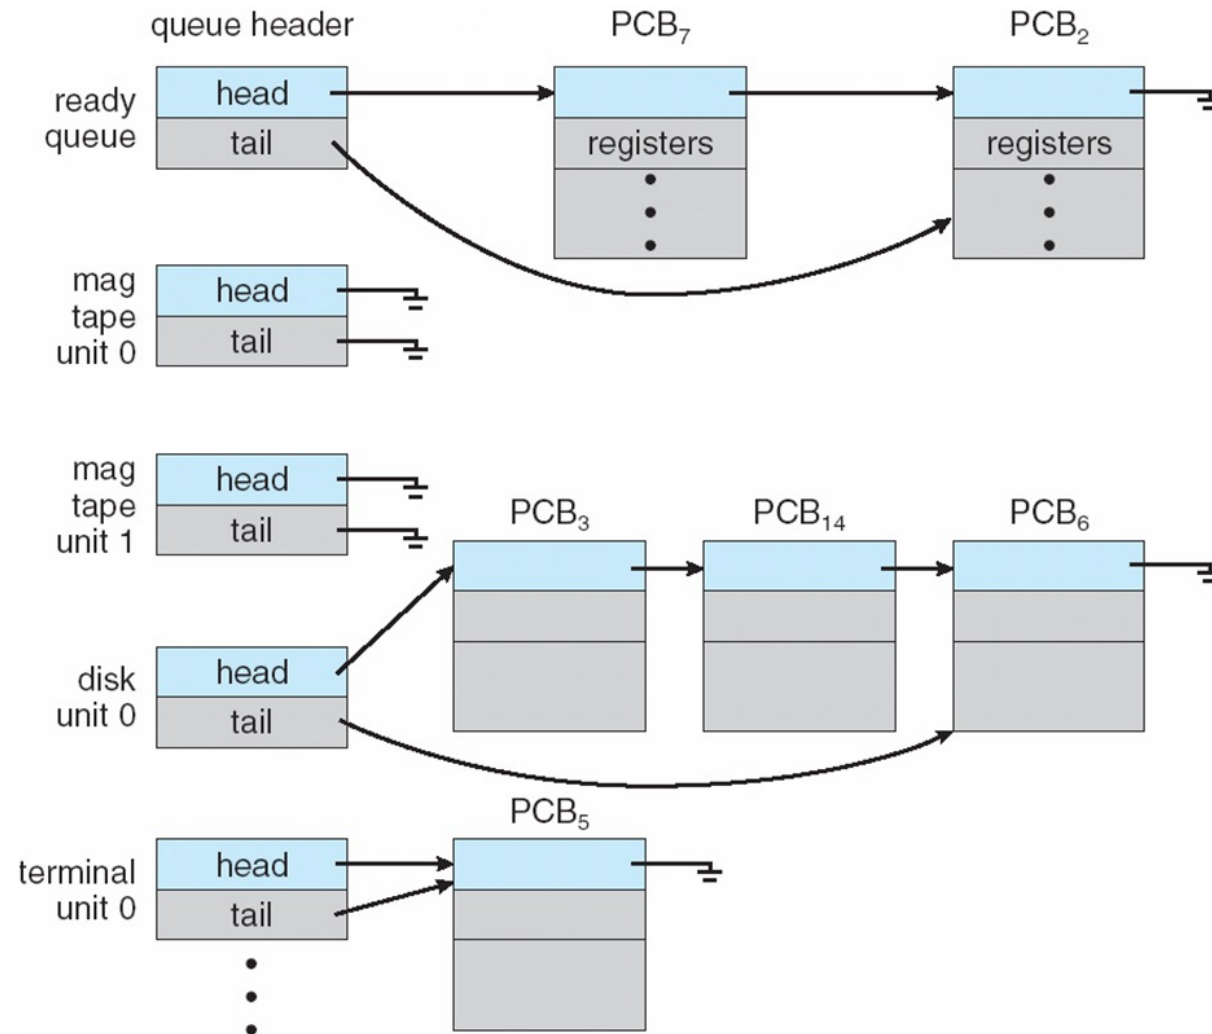 queue header
PCB₇
PCB₂
ready
queue
head
tail
registers
registers
mag
tape
unit 0
head
tail
mag
tape
unit 1
head
tail
PCB₃
PCB₁₄
PCB₆
disk
unit 0
head
tail
PCB₅
terminal
unit 0
head
tail